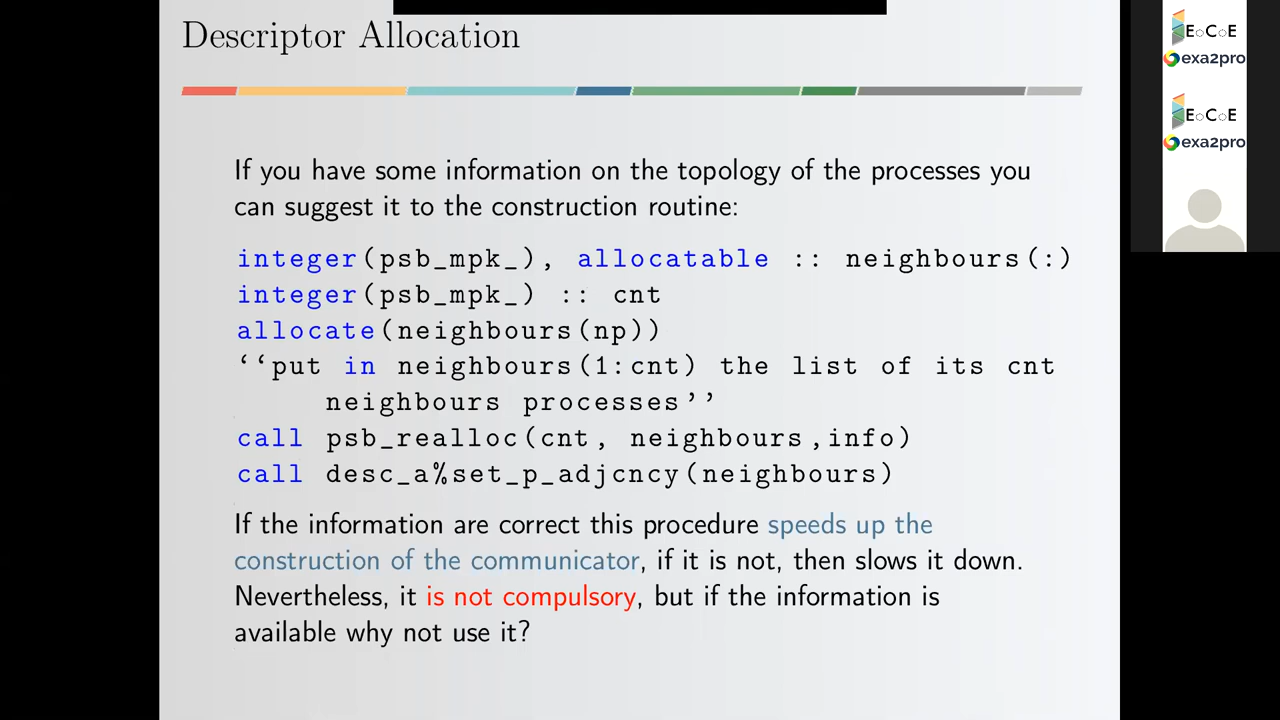 Descriptor Allocation
If you have some information on the topology of the processes you
can suggest it to the construction routine:
integer(psb_mpk_), allocatable :: neighbours(:)
integer(psb_mpk_) :: cnt
allocate(neighbours(np))
‘‘put in neighbours(1:cnt) the list of its cnt
neighbours processes’’
call psb_realloc(cnt, neighbours,info)
call desc_a%set_p_adjcncy(neighbours)
If the information are correct this procedure speeds up the
construction of the communicator, if it is not, then slows it down.
Nevertheless, it is not compulsory, but if the information is
available why not use it?
EoCoE
exa2pro
EoCoE
exa2pro